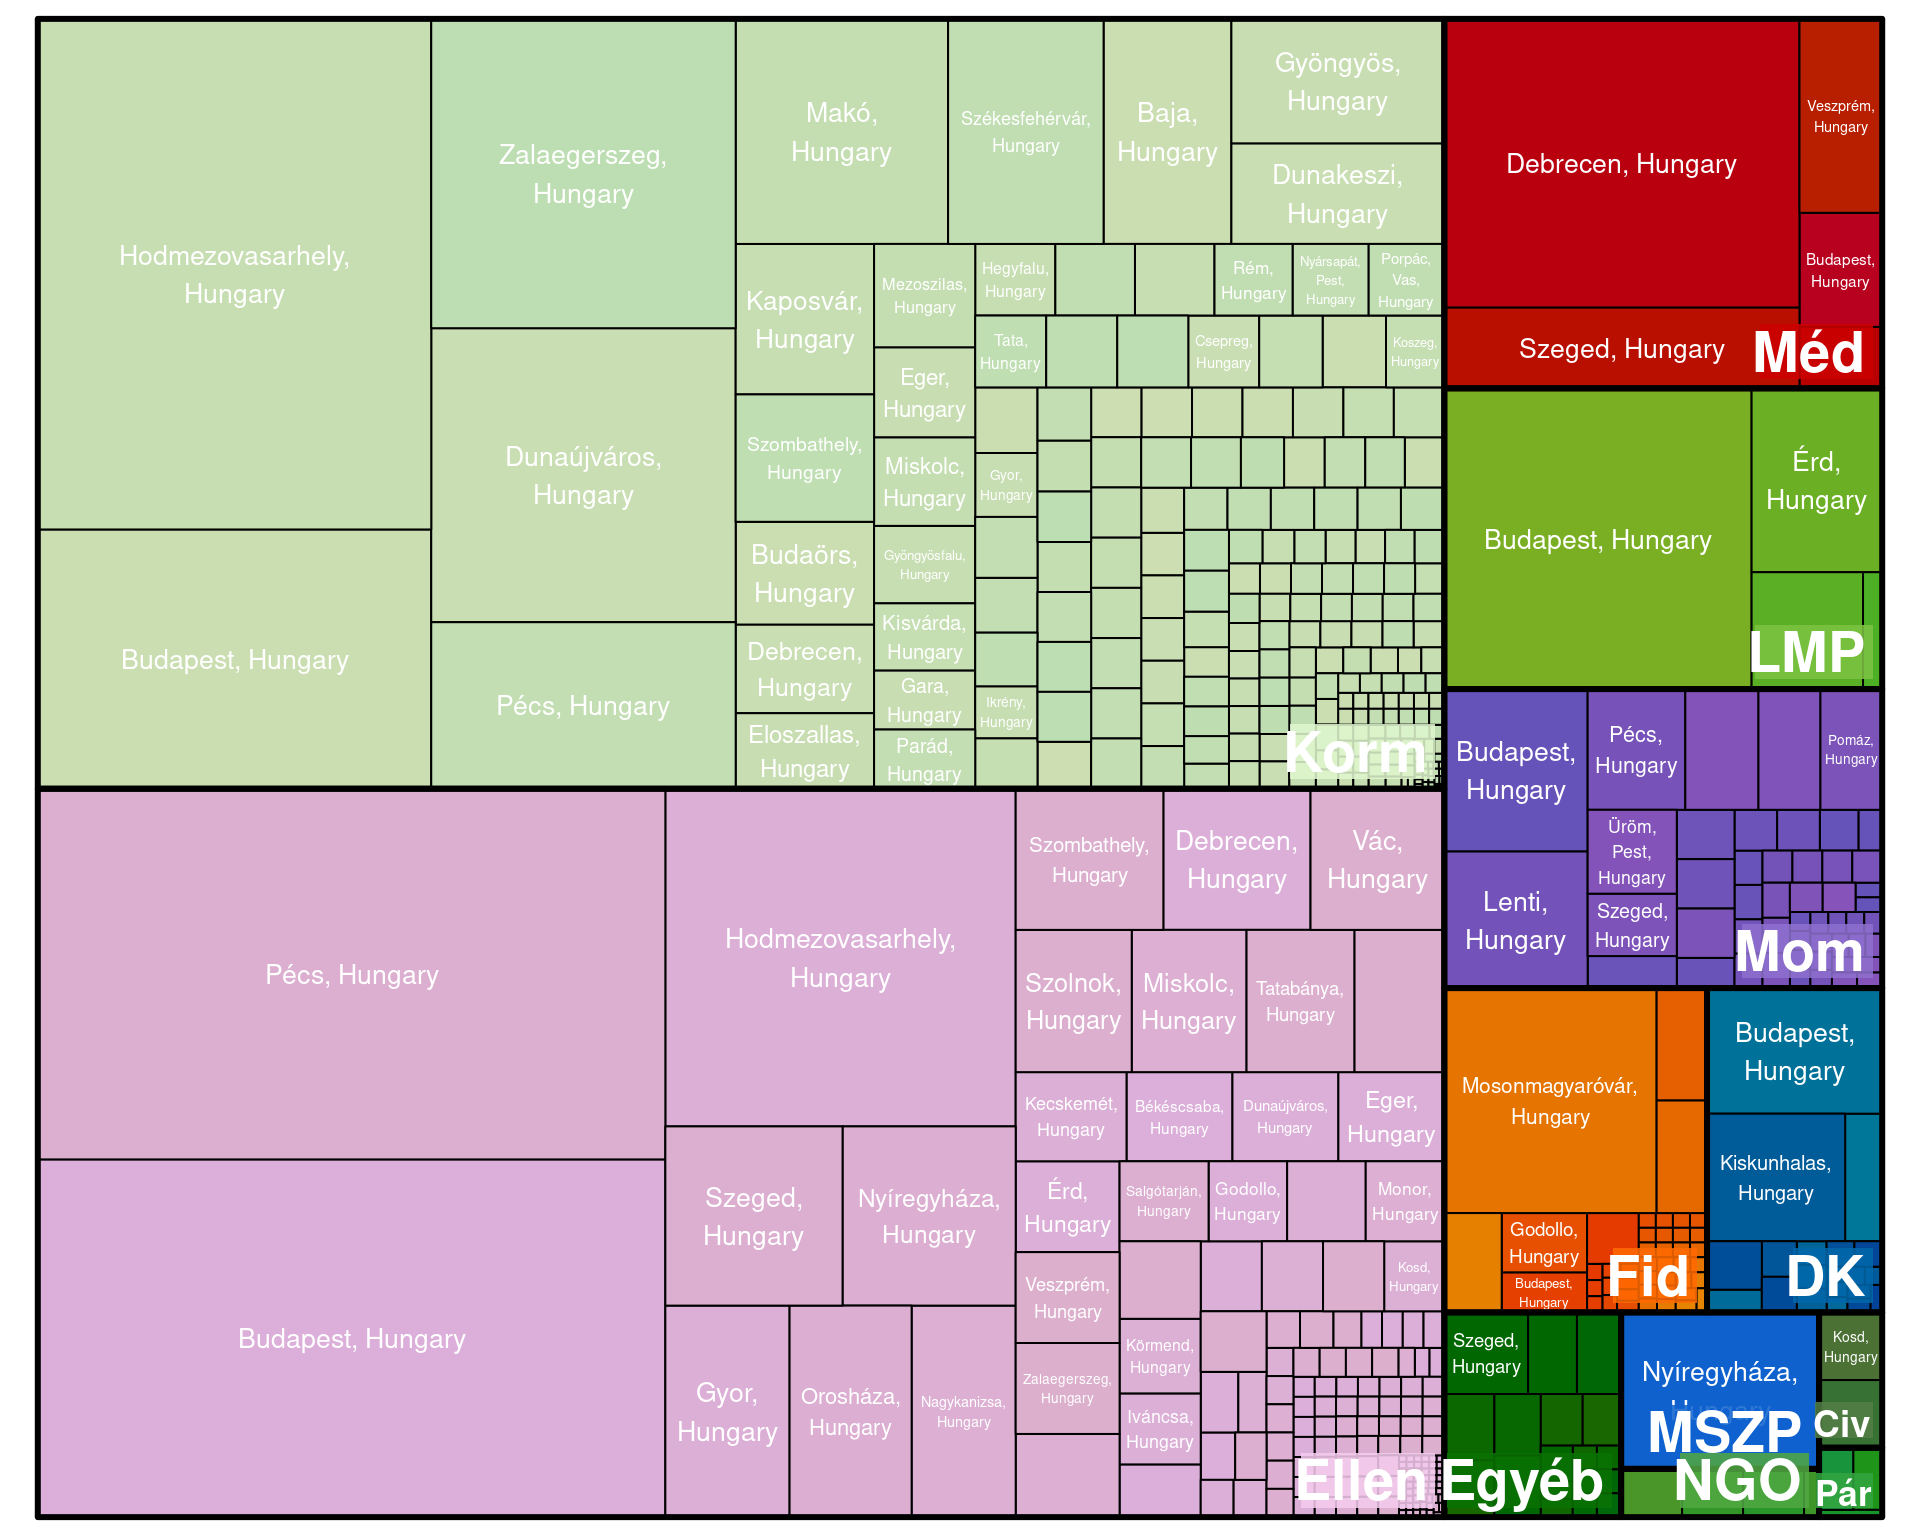 Hodmezovasarhely,
Hungary
Budapest, Hungary
Zalaegerszeg,
Hungary
Dunaújváros,
Hungary
Pécs, Hungary
Makó,
Hungary
Székesfehérvár,
Hungary
Baja,
Hungary
Gyöngyös,
Hungary
Dunakeszi,
Hungary
Kaposvár,
Hungary
Szombathely,
Hungary
Budaörs,
Hungary
Debrecen,
Hungary
Eloszallas,
Hungary
Mezoszilas,
Hungary
Eger,
Hungary
Miskolc,
Hungary
Gyöngyösfalu,
Hungary
Kisvárda,
Hungary
Gara,
Hungary
Parád,
Hungary
Hegyfalu,
Hungary
Rém,
Hungary
Nyársapát,
Pest,
Hungary
Porpác,
Vas,
Hungary
Tata,
Hungary
Csepreg,
Hungary
Koszeg,
Hungary
Gyor,
Hungary
Ikrény,
Hungary
Korm
Pécs, Hungary
Budapest, Hungary
Hodmezovasarhely,
Hungary
Szeged,
Hungary
Nyíregyháza,
Hungary
Gyor,
Hungary
Orosháza,
Hungary
Nagykanizsa,
Hungary
Szombathely,
Hungary
Debrecen,
Hungary
Vác,
Hungary
Szolnok,
Hungary
Miskolc,
Hungary
Tatabánya,
Hungary
Kecskemét,
Hungary
Békéscsaba,
Hungary
Dunaújváros,
Hungary
Eger,
Hungary
Érd,
Hungary
Salgótarján,
Hungary
Godollo,
Hungary
Monor,
Hungary
Veszprém,
Hungary
Kosd,
Hungary
Körmend,
Hungary
Zalaegerszeg,
Hungary
Iváncsa,
Hungary
Ellen
Debrecen, Hungary
Veszprém,
Hungary
Budapest,
Hungary
Szeged, Hungary
Méd
Budapest, Hungary
Érd,
Hungary
LMP
Budapest,
Hungary
Lenti,
Hungary
Pécs,
Hungary
Pomáz,
Hungary
Üröm,
Pest,
Hungary
Szeged,
Hungary
Mom
Mosonmagyaróvár,
Hungary
Godollo,
Hungary
Budapest,
Hungary
Fid
Budapest,
Hungary
Kiskunhalas,
Hungary
DK
Szeged,
Hungary
Egyéb
Nyíregyháza,
Hungary
MSZP
NGO
Kosd,
Hungary
Civ
Pár